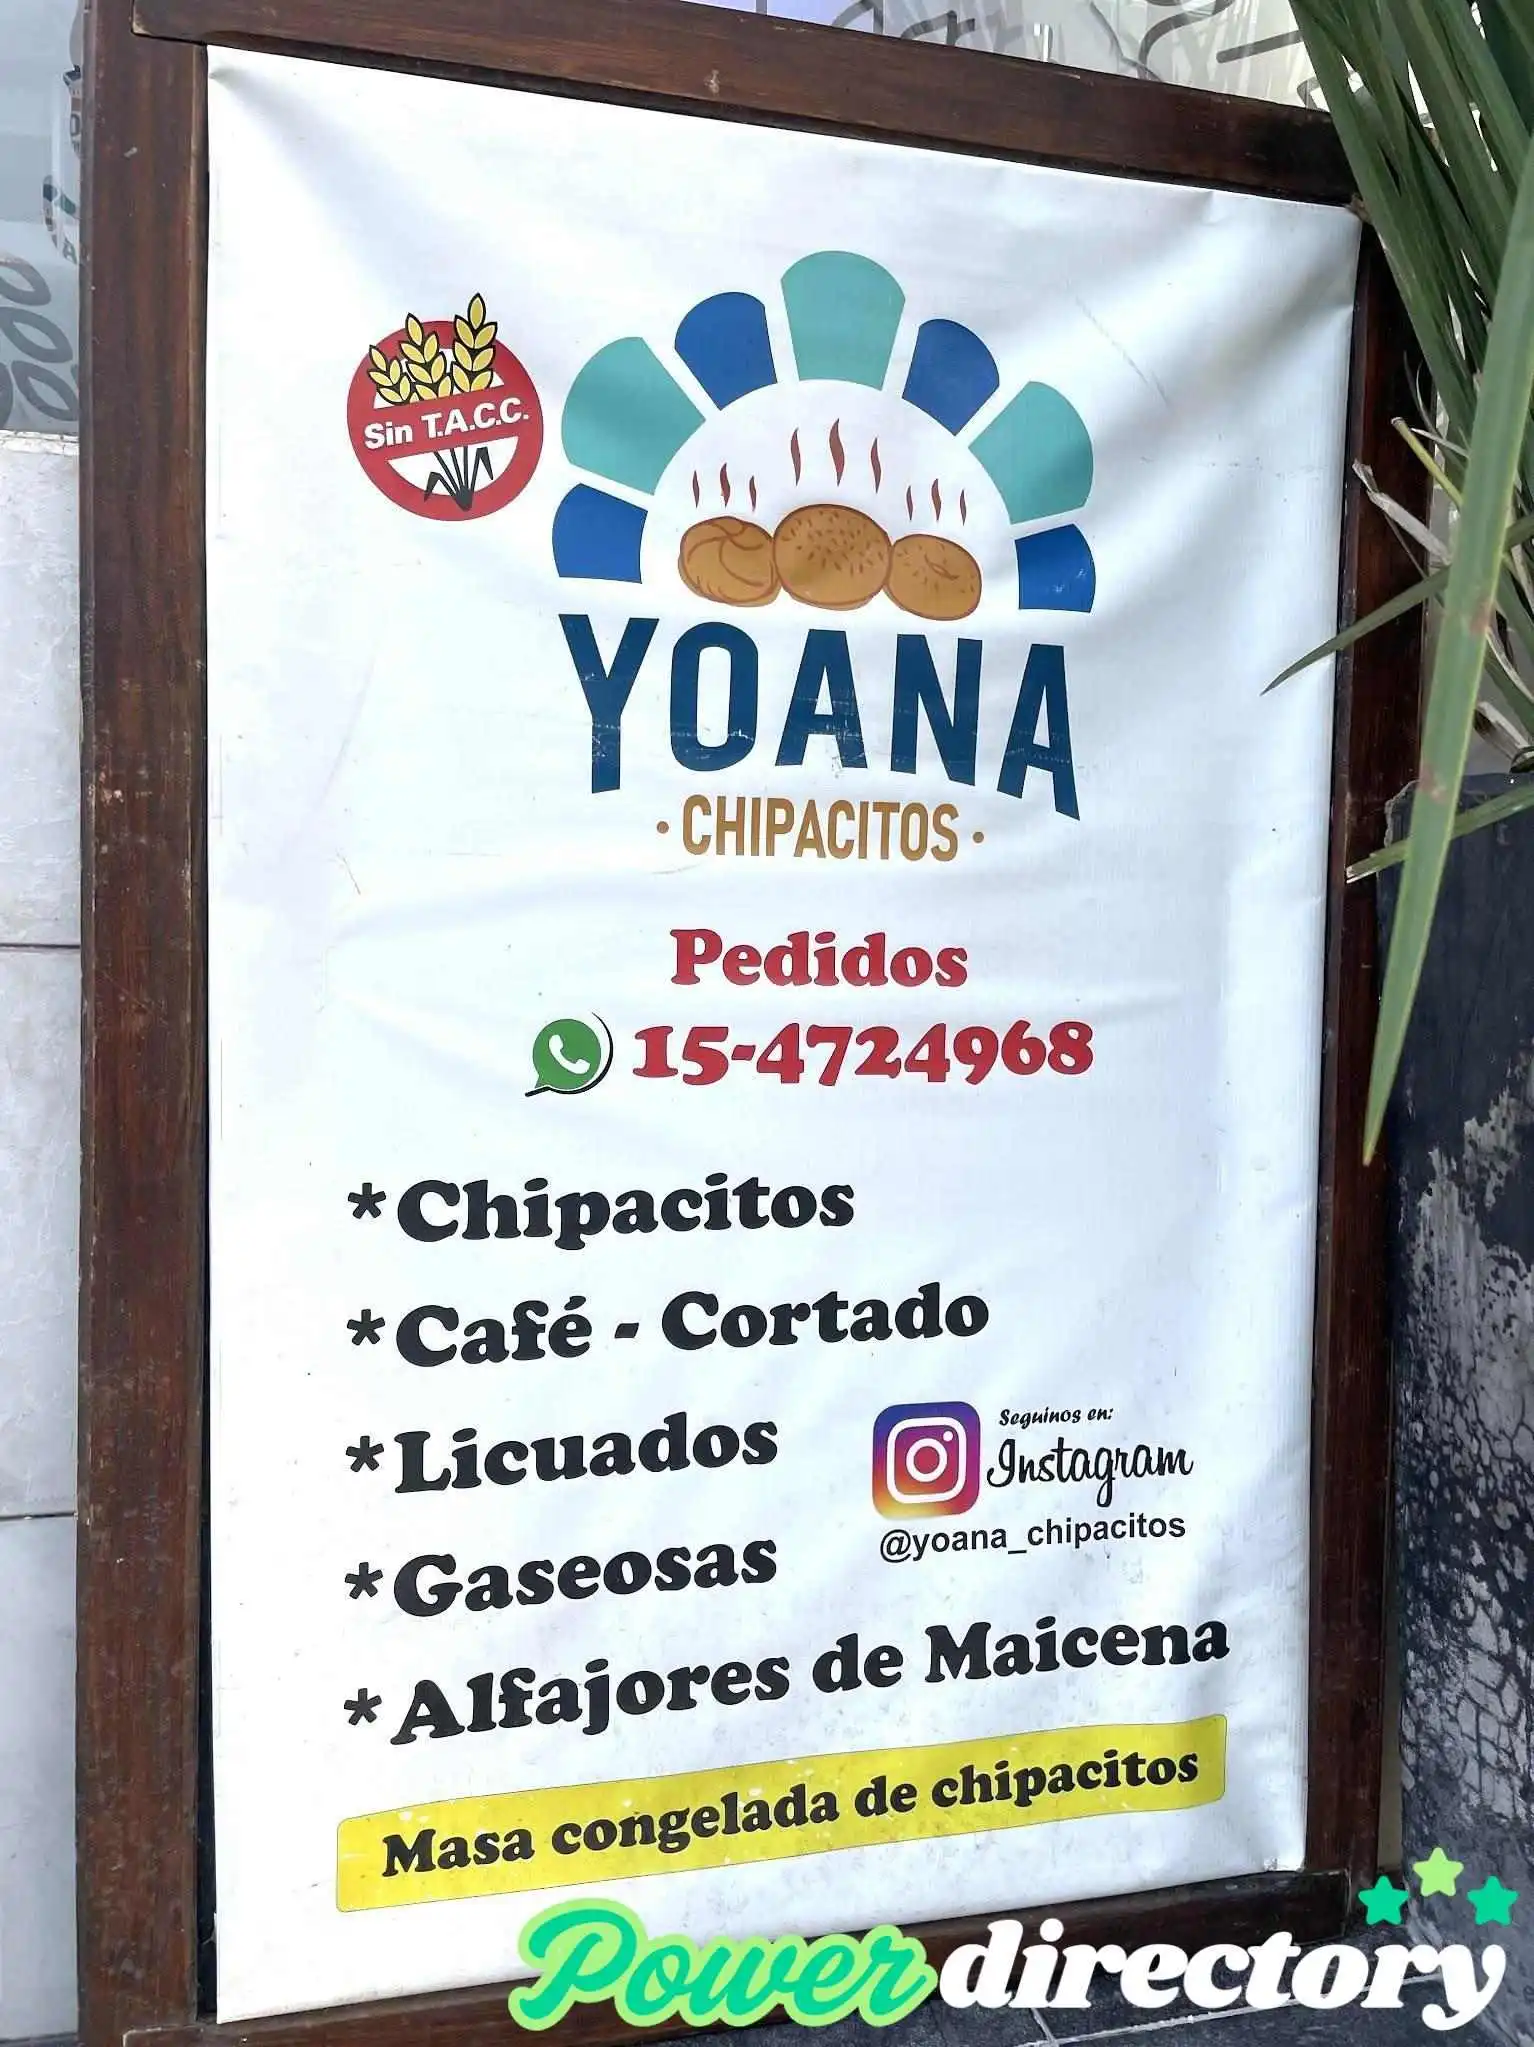 Sin T.A.C.C.
YOANA
• CHIPACITOS •
Pedidos
15-4724968
*Chipacitos
*Café - Cortado
*Licuados
Seguinos en:
Instagram
@yoana_chipacitos
*Gaseosas
*Alfajores de Maicena
Masa congelada de chipacitos
Powerdirectory